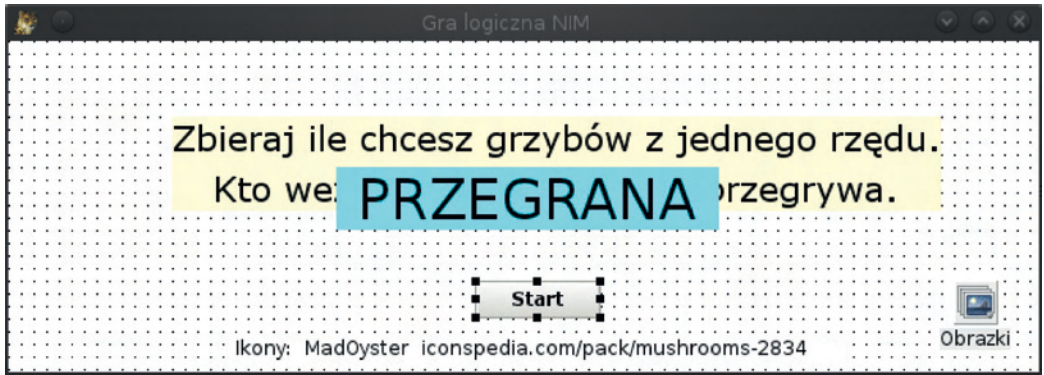 Gra logiczna NIM
Zbieraj ile chcesz grzybów z jednego rzędu.
Kto przegrywa.
PRZEGRANA
Start
Obrazki
Ikony: MadOyster iconspedia.com/pack/mushrooms-2834